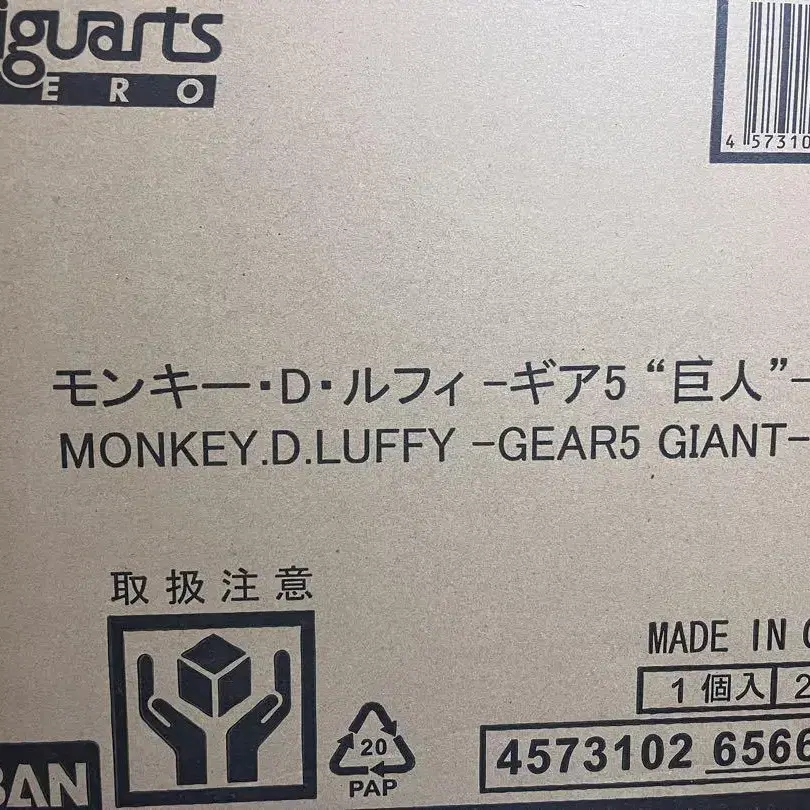 iguarts
ERO
4 57310
モンキー・D・ルフィ -ギア5 “巨人”-
MONKEY.D.LUFFY -GEAR5 GIANT-
取扱注意
MADE IN
1個入 2
20
PAP
4573102 6566
BAN